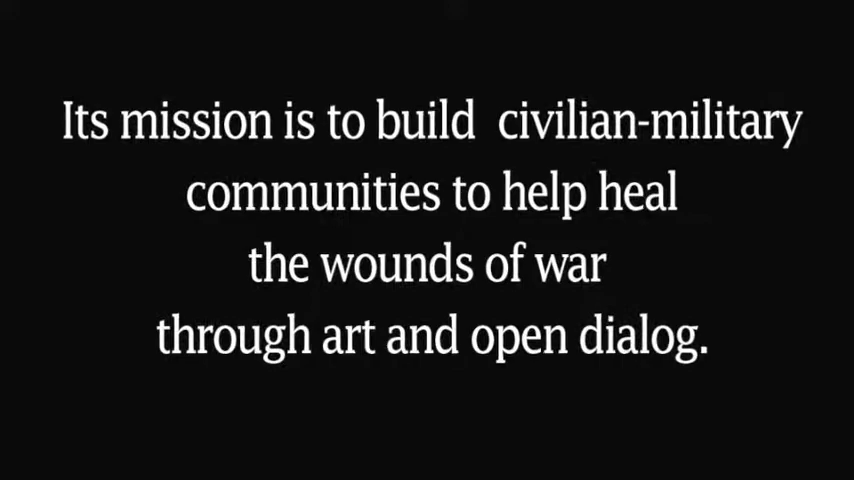 Its mission is to build  civilian-military
communities to help heal
the wounds of war
through art and open dialog.